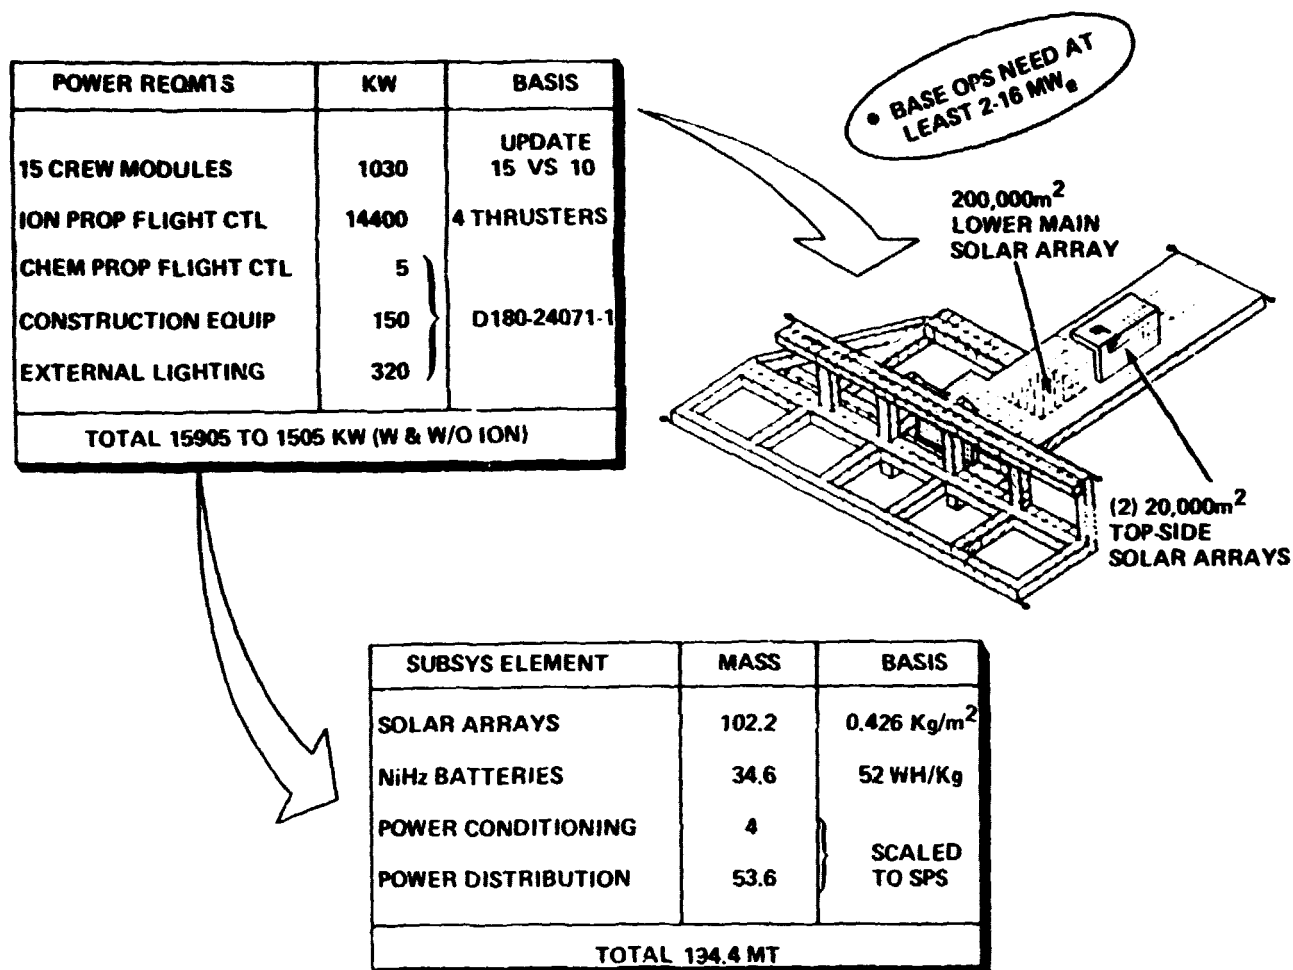 POWER REQM1S KW BASIS
15 CREW MODULES 1030 UPDATE
15 VS 10
ION PROP FLIGHT CTL 14400 4 THRUSTERS
CHEM PROP FLIGHT CTL 5
CONSTRUCTION EQUIP 150 D180-24071-1
EXTERNAL LIGHTING 320
TOTAL 15905 TO 1505 KW (W & W/O ION)
• BASE OPS NEED AT
LEAST 2-16 MWe
200,000m²
LOWER MAIN
SOLAR ARRAY
(2) 20,000m²
TOP-SIDE
SOLAR ARRAYS
SUBSYS ELEMENT MASS BASIS
SOLAR ARRAYS 102.2 0.426 Kg/m²
NiHz BATTERIES 34.6 52 WH/Kg
POWER CONDITIONING 4
POWER DISTRIBUTION 53.6 SCALED
TO SPS
TOTAL 194.4 MT